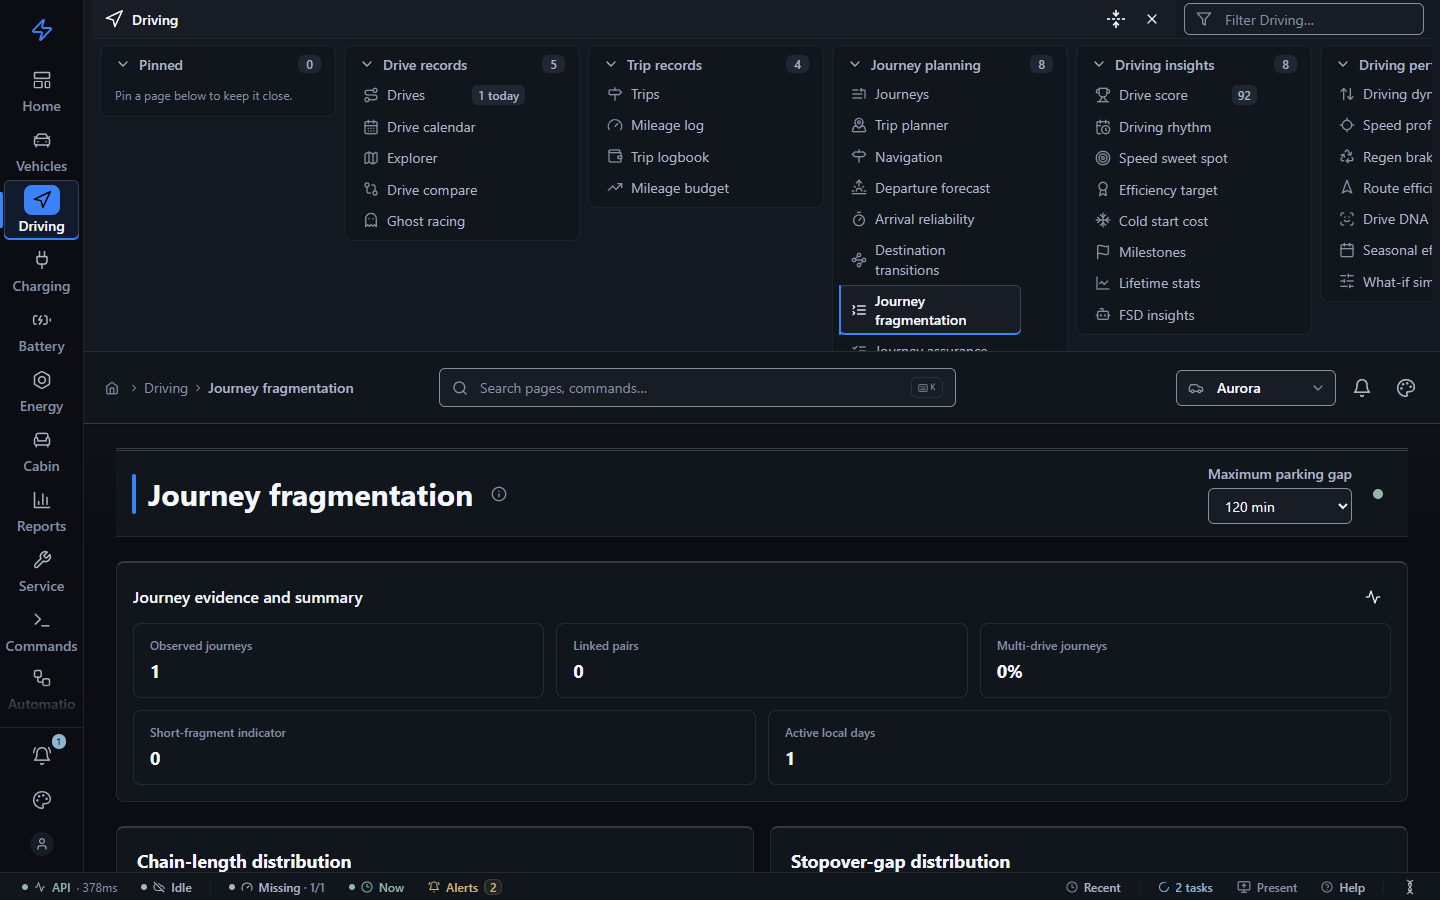 Driving
Filter Driving...
Home
Vehicles
Driving
Charging
Battery
Energy
Cabin
Reports
Service
Commands
Automatio
1
Pinned 0
Pin a page below to keep it close.
Drive records 5
Drives 1 today
Drive calendar
Explorer
Drive compare
Ghost racing
Trip records 4
Trips
Mileage log
Trip logbook
Mileage budget
Journey planning 8
Journeys
Trip planner
Navigation
Departure forecast
Arrival reliability
Destination
transitions
Journey
fragmentation
Journey assurance
Driving insights 8
Drive score 92
Driving rhythm
Speed sweet spot
Efficiency target
Cold start cost
Milestones
Lifetime stats
FSD insights
Driving per
Driving dyn
Speed prof
Regen brak
Route effici
Drive DNA
Seasonal ef
What-if sim
Driving > Journey fragmentation
Search pages, commands...
K
Aurora
Journey fragmentation
Maximum parking gap
120 min
Journey evidence and summary
Observed journeys
1
Linked pairs
0
Multi-drive journeys
0%
Short-fragment indicator
0
Active local days
1
Chain-length distribution
Stopover-gap distribution
API · 378ms
Idle
Missing · 1/1
Now
Alerts 2
Recent
2 tasks
Present
Help